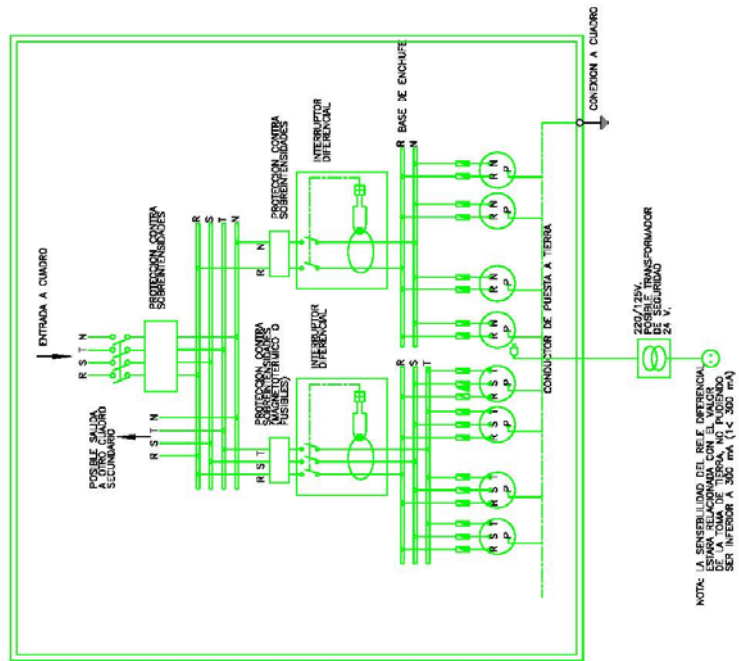 ENTRADA A CUADRO
R S T N
PROTECCION CONTRA
SOBREINTENSIDADES
POSIBLE SALIDA
A OTRO CUADRO
SECUNDARIO
R S T N
R
S
T
N
PROTECCION CONTRA
SOBREINTENSIDADES
(MAGNETOTERMICO O
FUSIBLES)
R S T
INTERRUPTOR
DIFERENCIAL
PROTECCION CONTRA
SOBREINTENSIDADES
R N
INTERRUPTOR
DIFERENCIAL
R
S
T
BASE DE ENCHUFE
R
N
R S T
P
R S T
P
R S T
P
R S T
P
R N
P
R N
P
R N
P
R N
P
CONDUCTOR DE PUESTA A TIERRA
CONEXION A CUADRO
220/125V.
POSIBLE TRANSFORMADOR
DE SEGURIDAD
24 V.
NOTA: LA SENSEBILIDAD DEL RELE DIFERENCIAL
ESTARA RELACIONADA CON EL VALOR
DE LA TOMA DE TIERRA, NO PUDIENDO
SER INFERIOR A 300 mA (1< 300 mA)